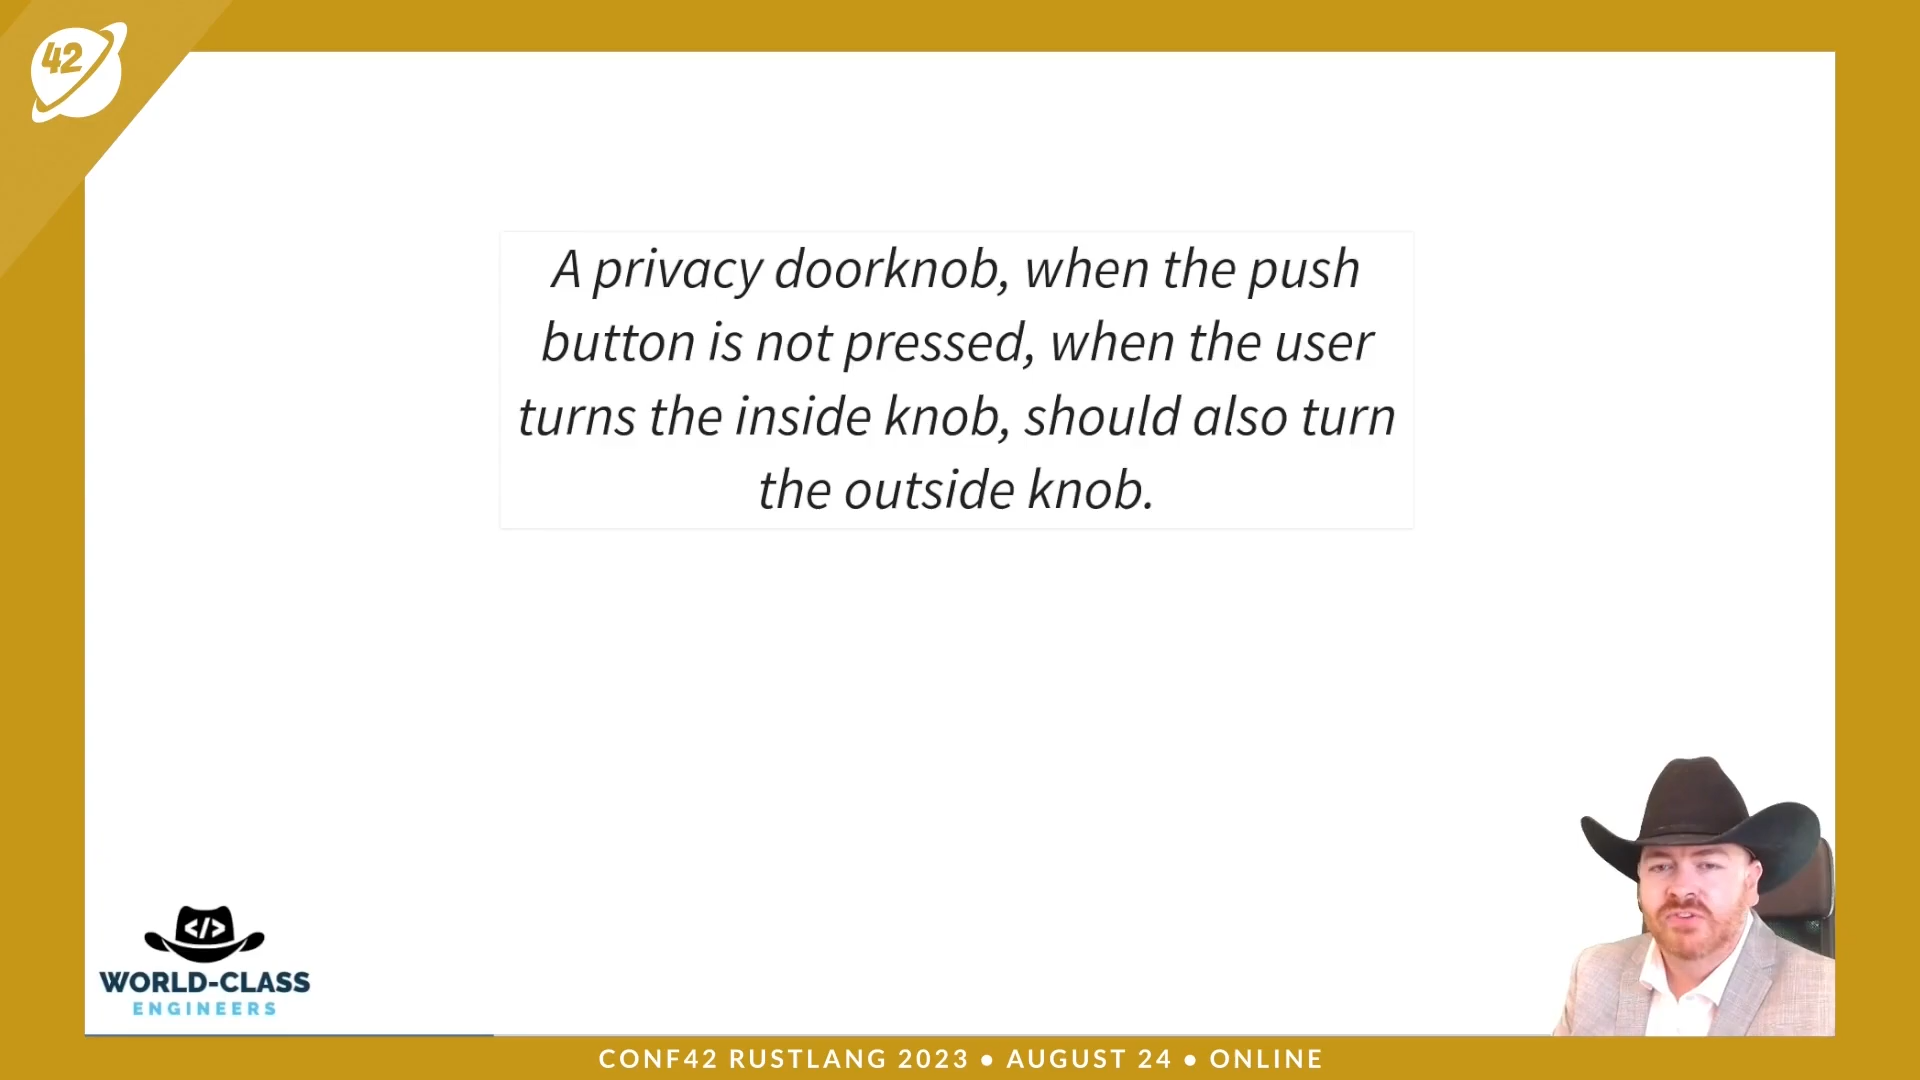 42
A privacy doorknob, when the push
button is not pressed, when the user
turns the inside knob, should also turn
the outside knob.
</>
WORLD-CLASS
ENGINEERS
CONF42 RUSTLANG 2023 • AUGUST 24 • ONLINE